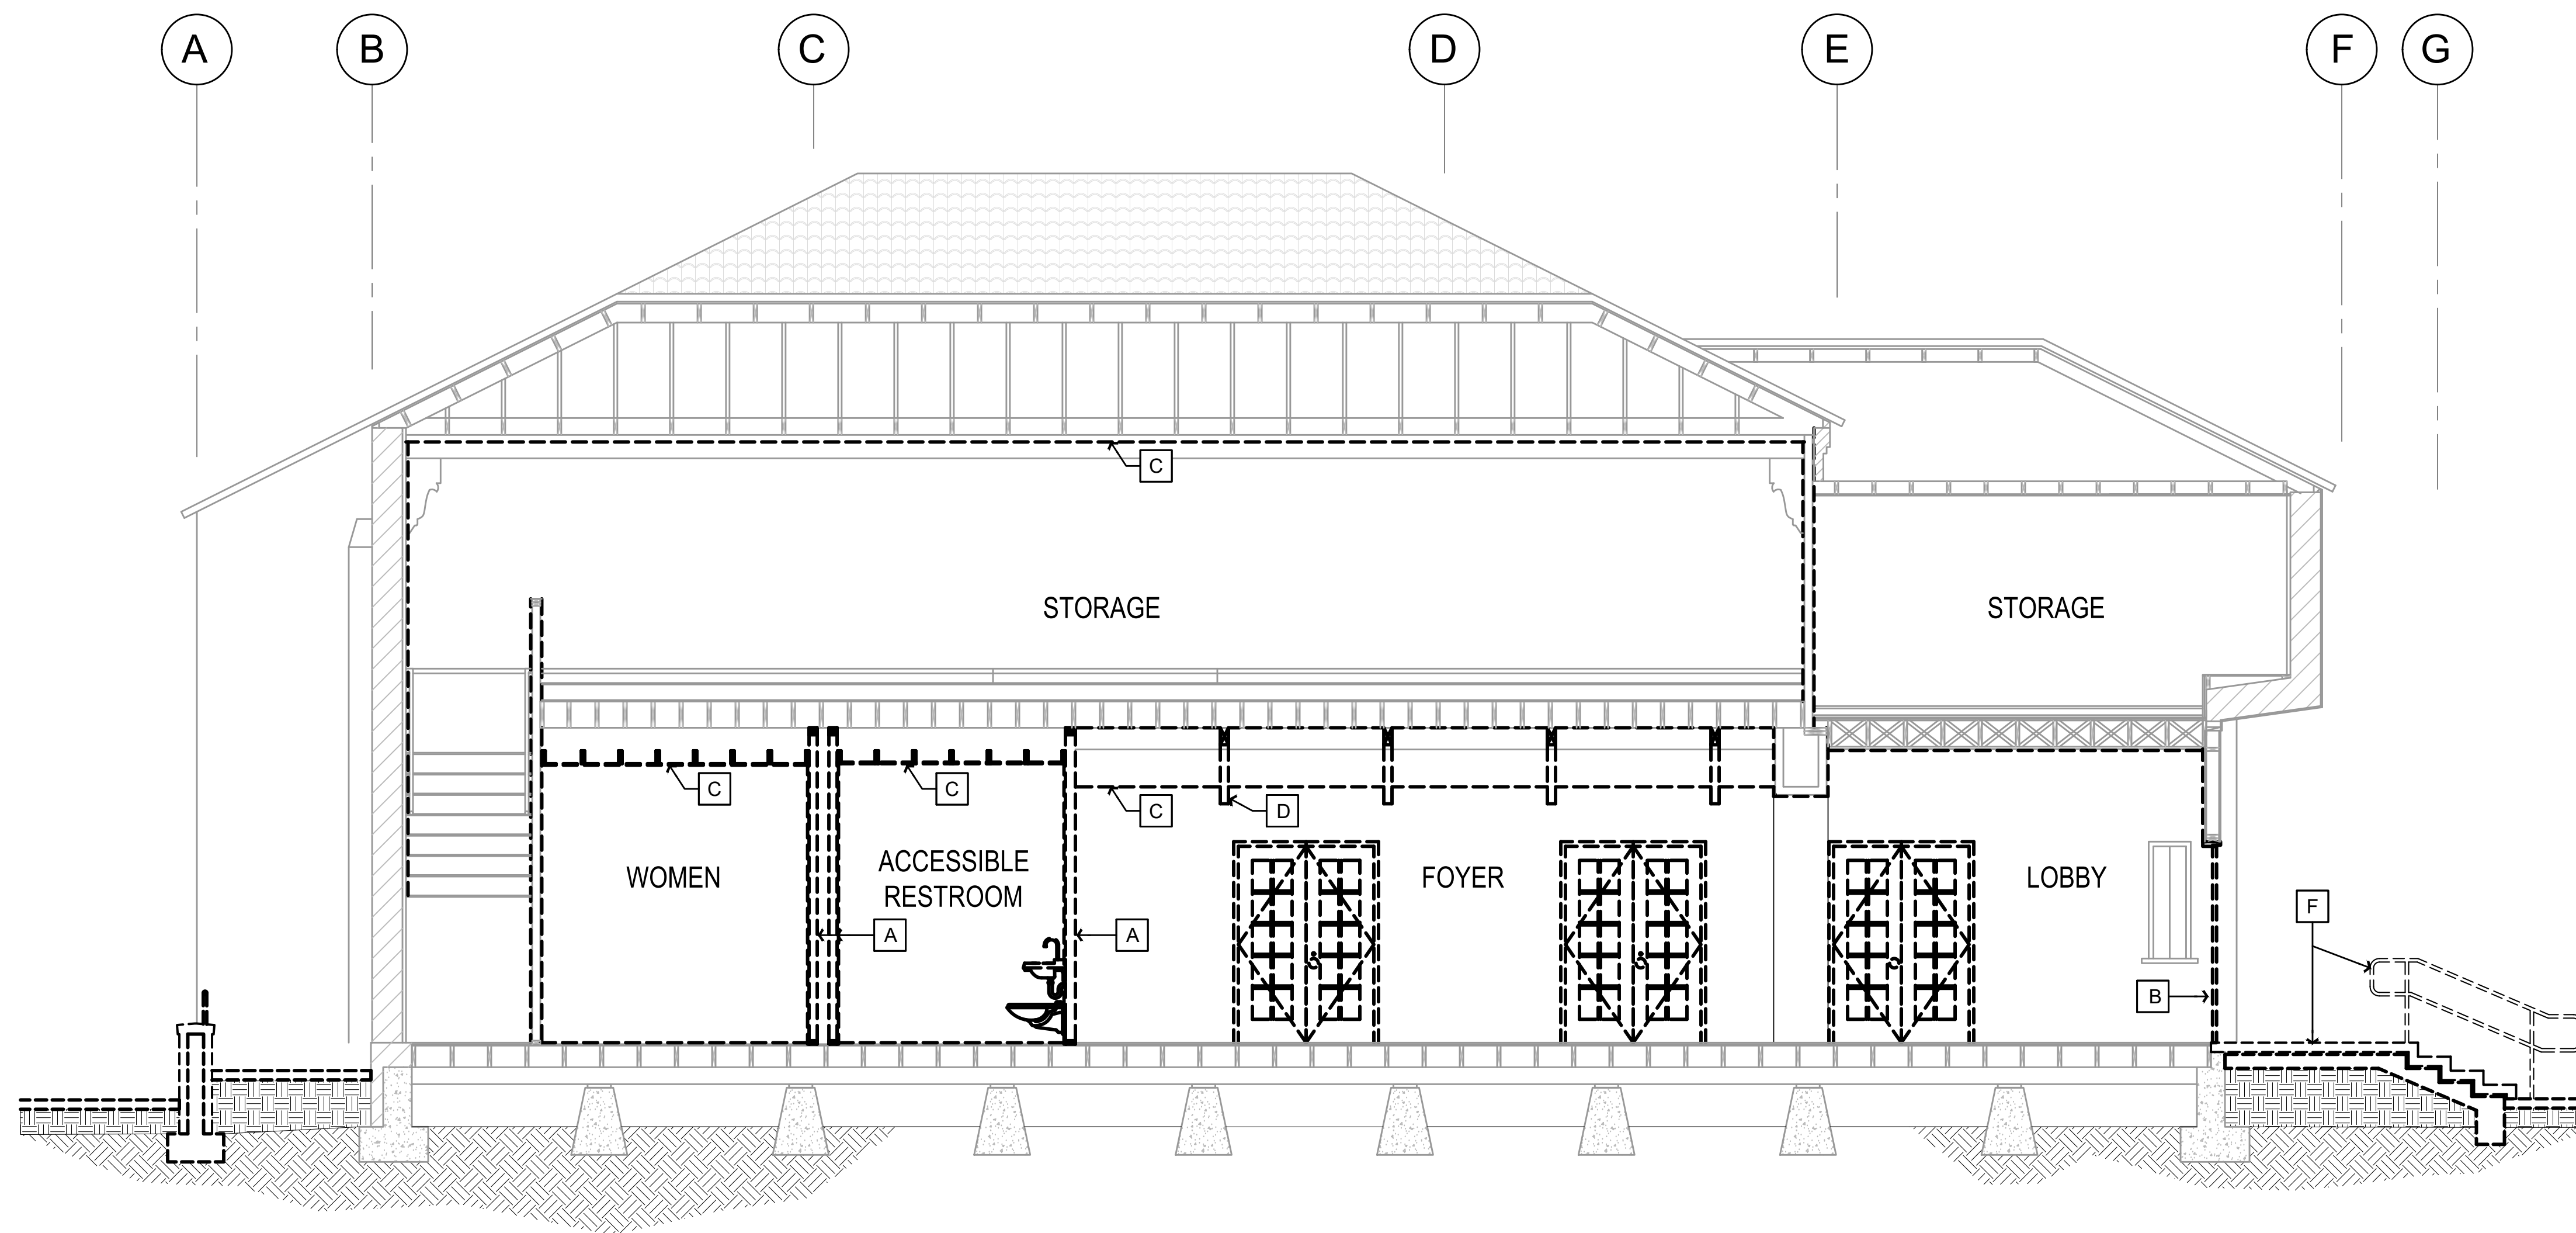 A
B
C
D
E
F
G
C
STORAGE
STORAGE
C
C
C
D
WOMEN
ACCESSIBLE
RESTROOM
FOYER
LOBBY
A
A
F
B